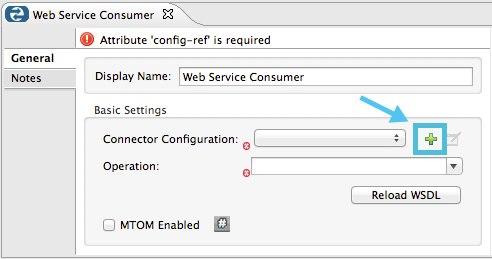 Web Service Consumer
Attribute 'config-ref' is required
General
Notes
Display Name: Web Service Consumer
Basic Settings
Connector Configuration:
Operation:
Reload WSDL
MTOM Enabled #